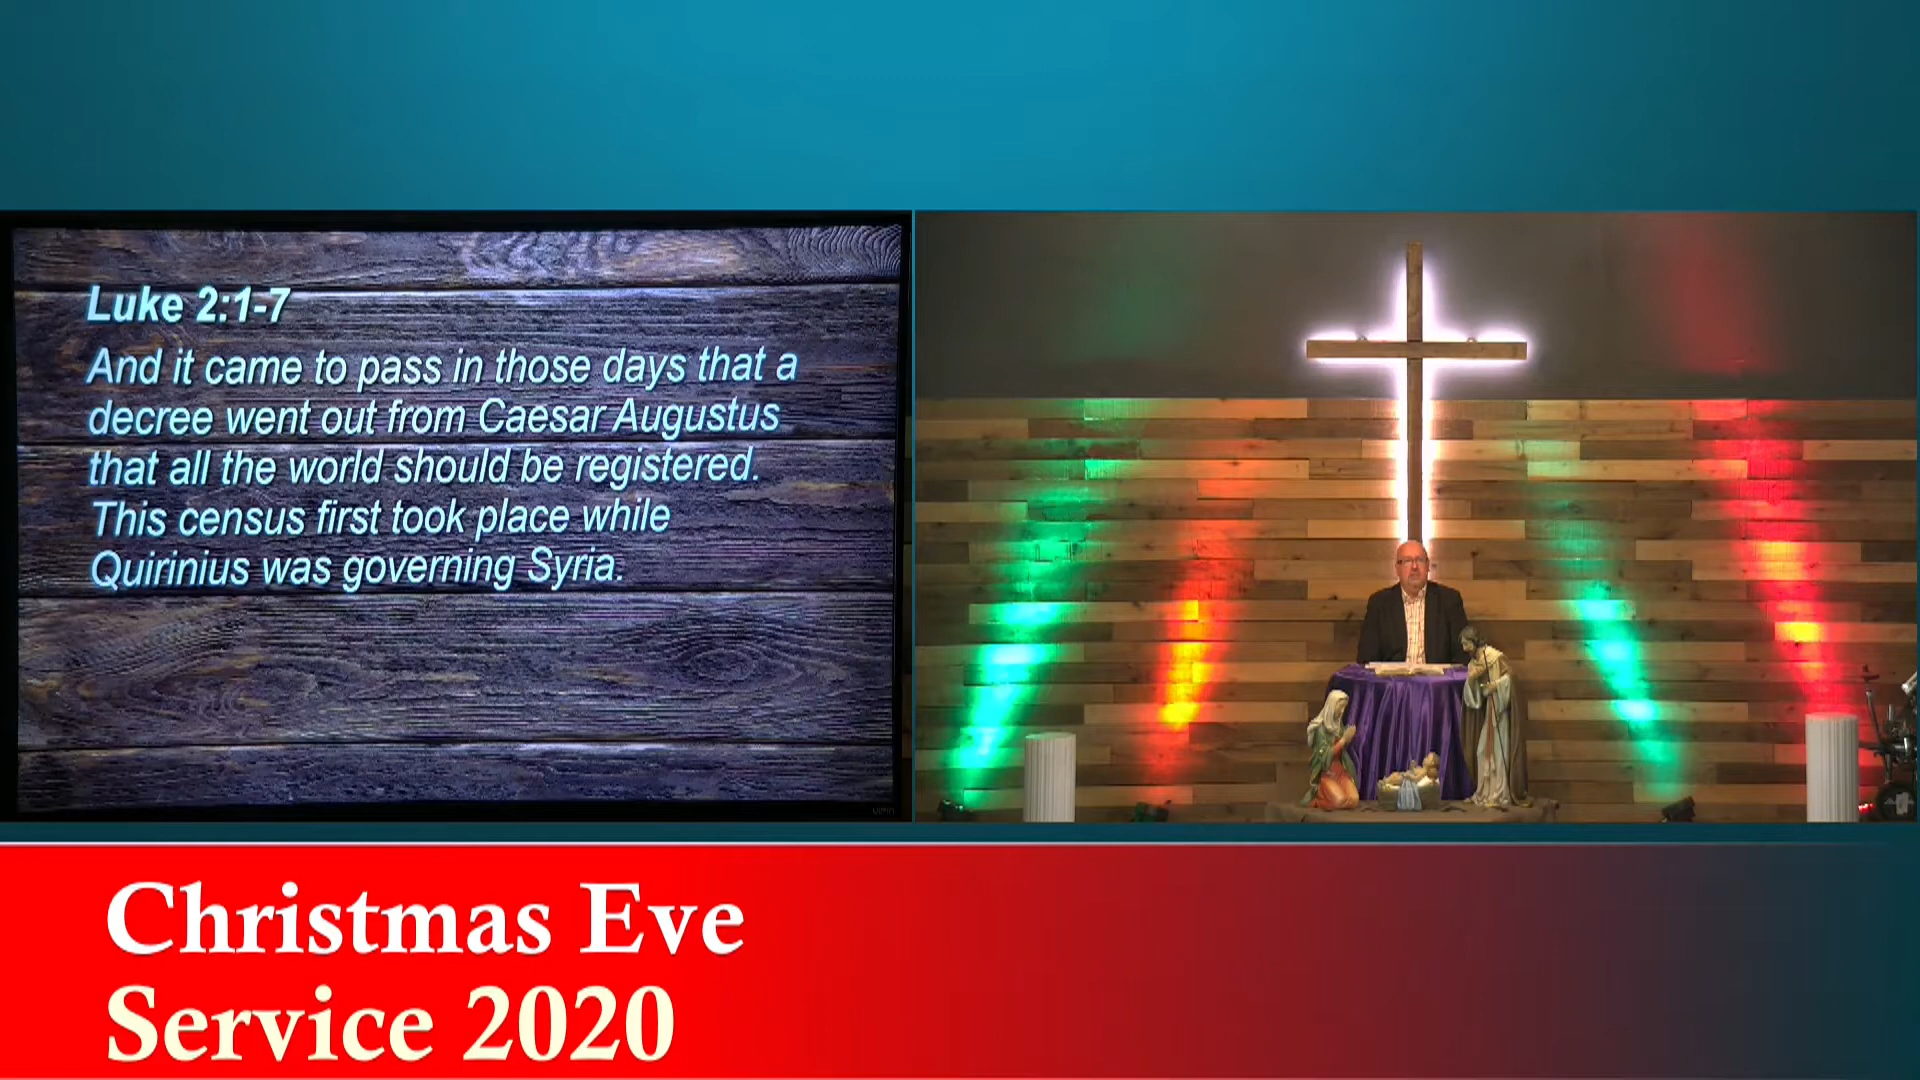 Luke 2:1-7
And it came to pass in those days that a
decree went out from Caesar Augustus
that all the world should be registered.
This census first took place while
Quirinius was governing Syria.
Christmas Eve
Service 2020